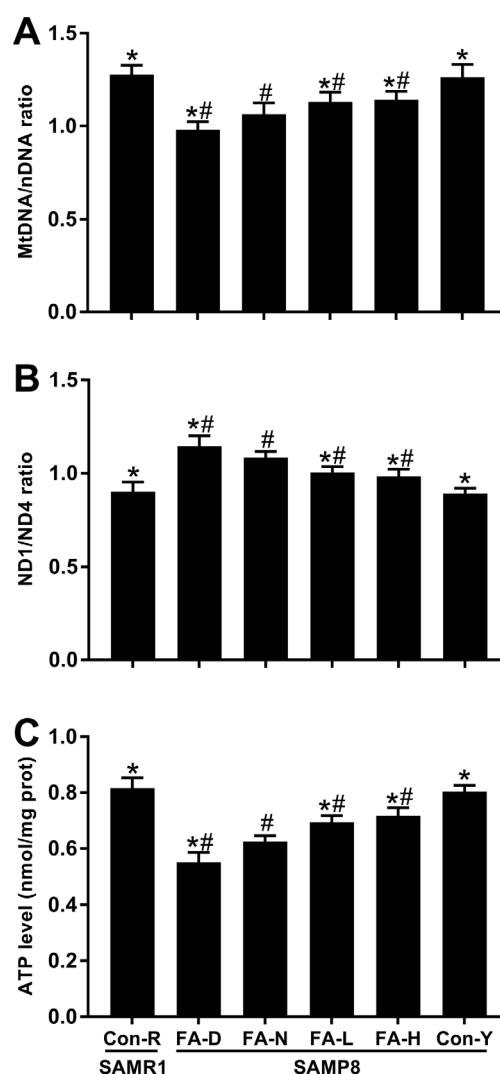 A
MtDNA/nDNA ratio
1.5
1.0
0.5
0.0
* *# # *# *# *
B
ND1/ND4 ratio
1.5
1.0
0.5
0.0
* *# # *# *# *
C
ATP level (nmol/mg prot)
1.0
0.8
0.6
0.4
0.2
0.0
* *# # *# *# *
Con-R FA-D FA-N FA-L FA-H Con-Y
SAMR1 SAMP8